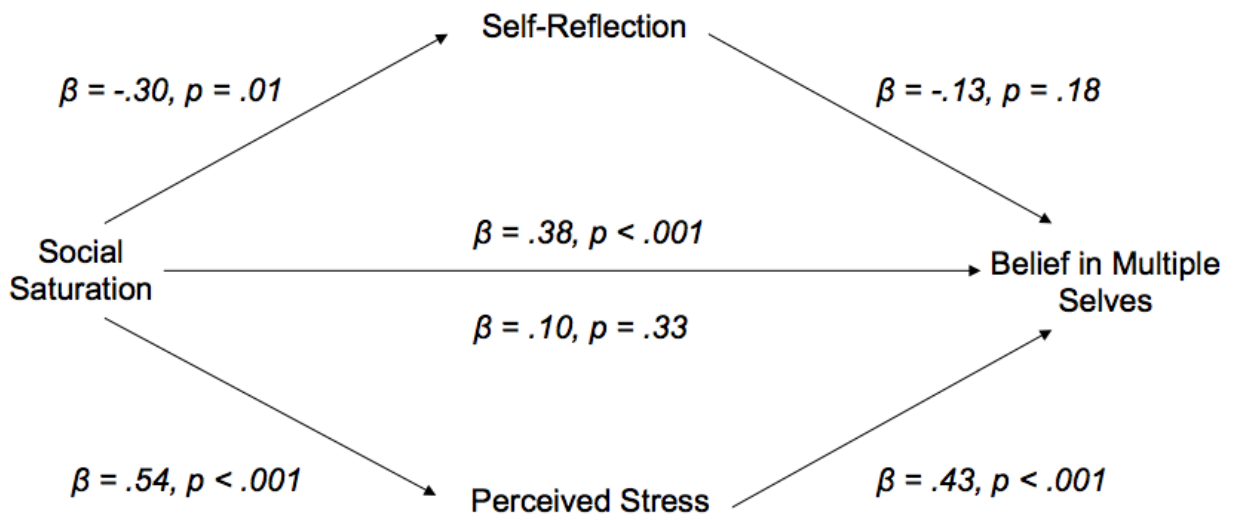 Self-Reflection
β = -.30, p = .01
β = -.13, p = .18
β = .38, p < .001
Social
Saturation
Belief in Multiple
Selves
β = .10, p = .33
β = .54, p < .001
Perceived Stress
β = .43, p < .001